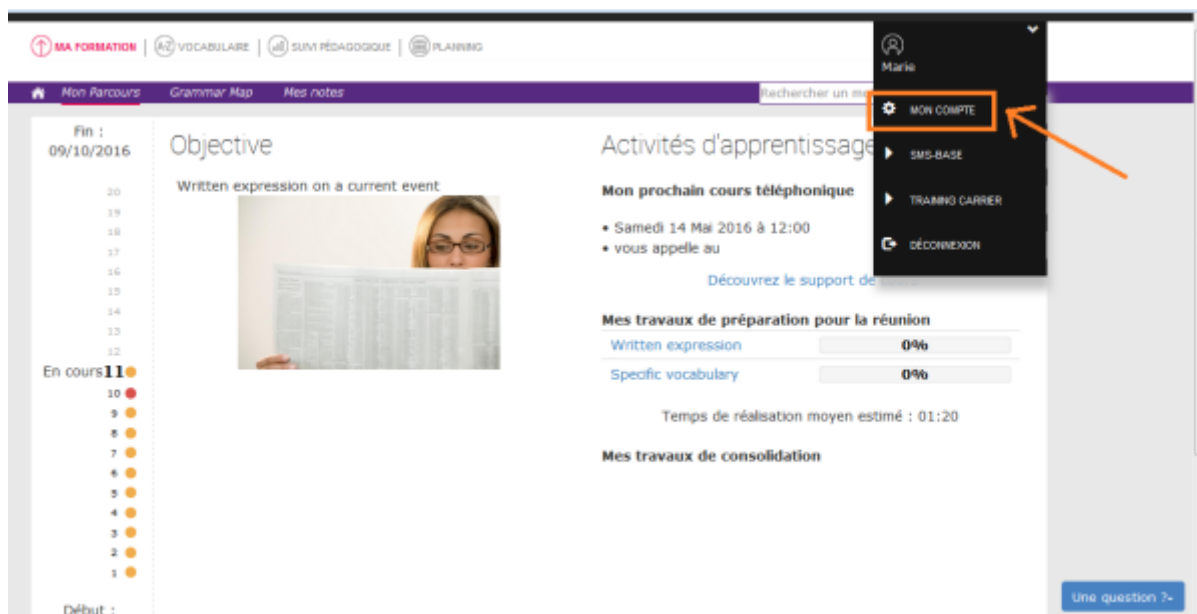 MA FORMATION | VOCABULAIRE | SUIVI PÉDAGOGIQUE | PLANNING
Marie
Mon Parcours Grammar Map Mes notes Rechercher un
MON COMPTE
SMS-BASE
TRAINING CARRIER
DÉCONNEXION
Fin :
09/10/2016
20
19
18
17
16
15
14
13
12
En cours 11
10
9
8
7
6
5
4
3
2
1
Début :
Objective
Written expression on a current event
Activités d'apprentissage
Mon prochain cours téléphonique
• Samedi 14 Mai 2016 à 12:00
• vous appelle au
Découvrez le support de
Mes travaux de préparation pour la réunion
Written expression 0%
Specific vocabulary 0%
Temps de réalisation moyen estimé : 01:20
Mes travaux de consolidation
Une question ?-